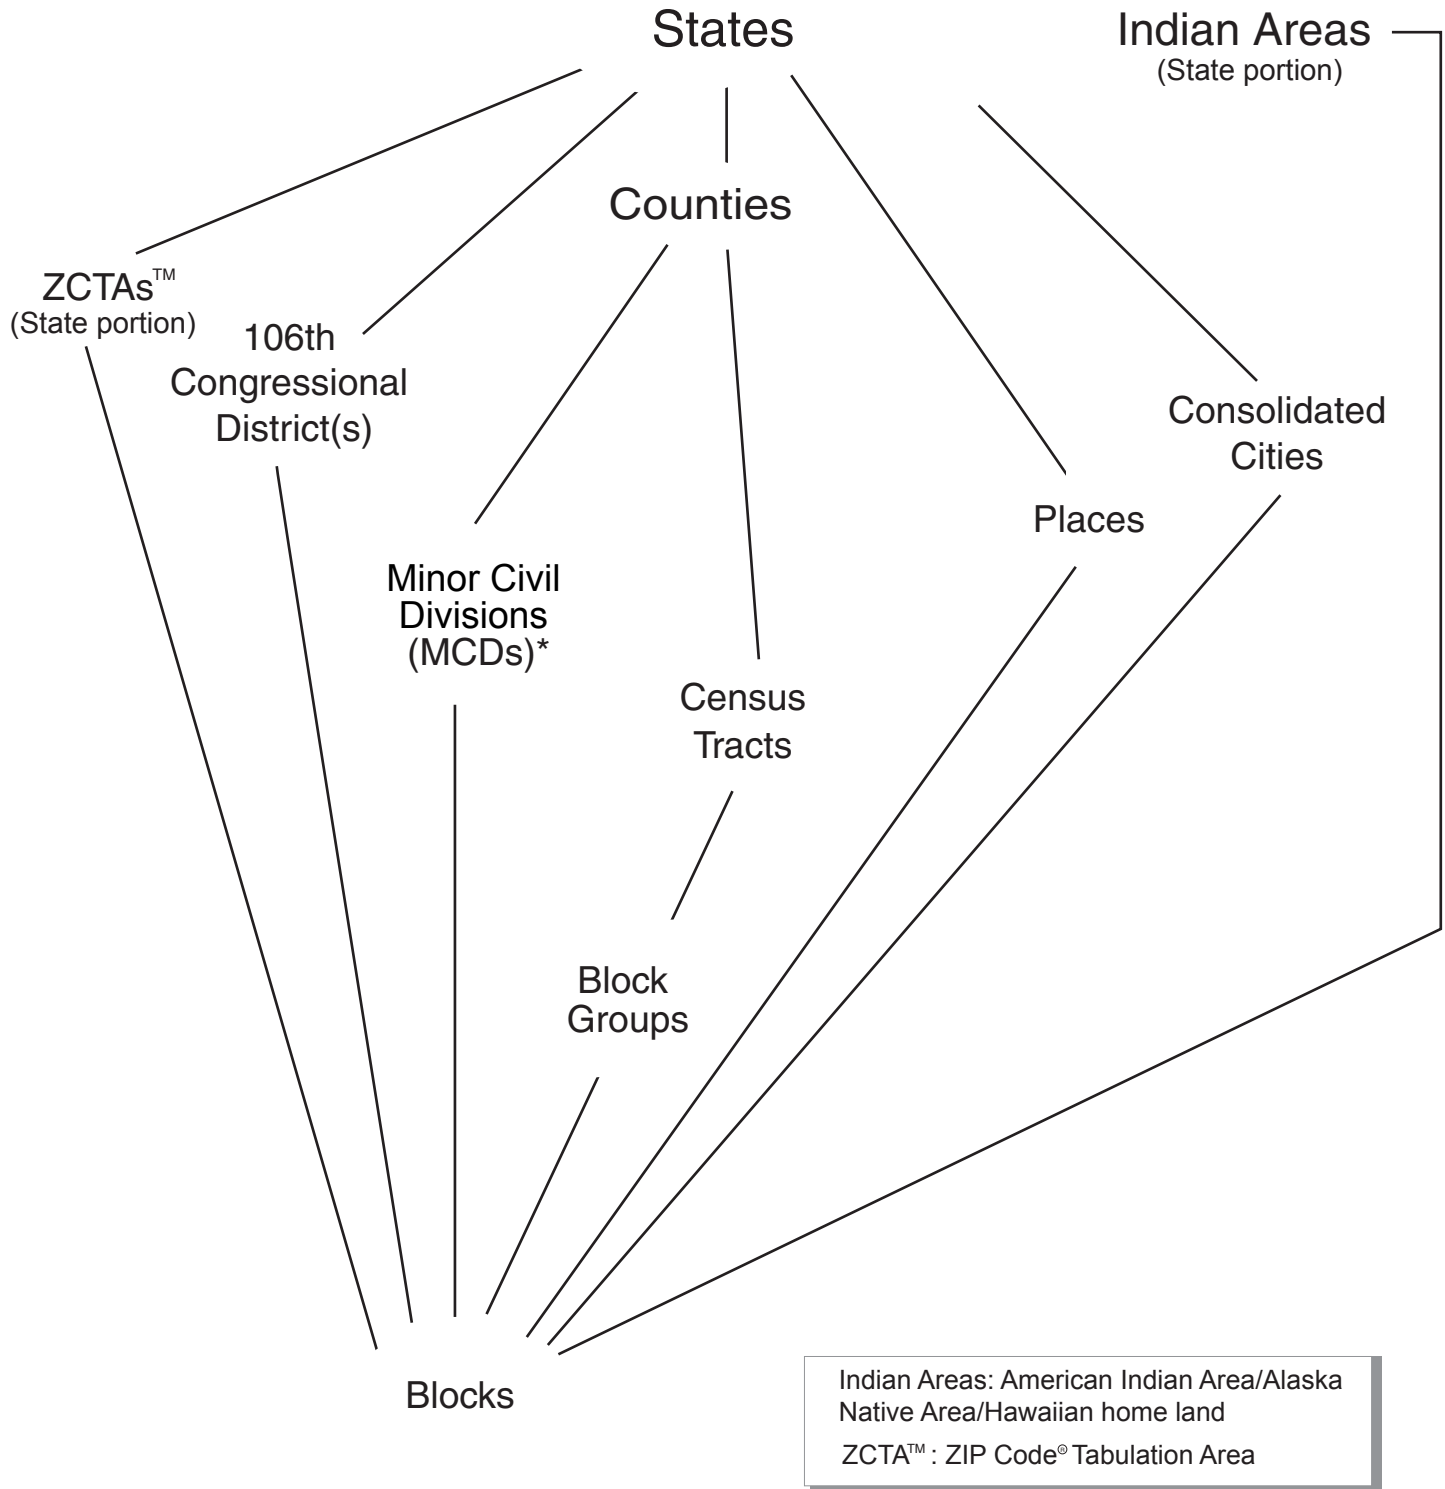 States
Indian Areas
(State portion)
Counties
ZCTAs™
(State portion)
106th
Congressional
District(s)
Consolidated
Cities
Places
Minor Civil
Divisions
(MCDs)*
Census
Tracts
Block
Groups
Blocks
Indian Areas: American Indian Area/Alaska
Native Area/Hawaiian home land
ZCTA™ : ZIP Code® Tabulation Area